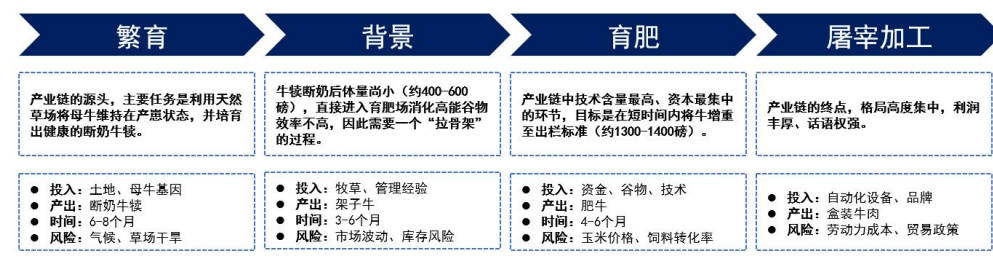 繁育
产业链的源头，主要任务是利用天然
草场将母牛维持在产崽状态，并培育
出健康的断奶牛犊。
● 投入：土地、母牛基因
● 产出：断奶牛犊
● 时间：6-8个月
● 风险：气候、草场干旱
背景
牛犊断奶后体量尚小（约400-600
磅），直接进入育肥场消化高能谷物
效率不高，因此需要一个“拉骨架”
的过程。
● 投入：牧草、管理经验
● 产出：架子牛
● 时间：3-6个月
● 风险：市场波动、库存风险
育肥
产业链中技术含量最高、资本最集中
的环节，目标是在短时间内将牛增重
至出栏标准（约1300-1400磅）。
● 投入：资金、谷物、技术
● 产出：肥牛
● 时间：4-6个月
● 风险：玉米价格、饲料转化率
屠宰加工
产业链的终点，格局高度集中，利润
丰厚、话语权强。
● 投入：自动化设备、品牌
● 产出：盒装牛肉
● 风险：劳动力成本、贸易政策